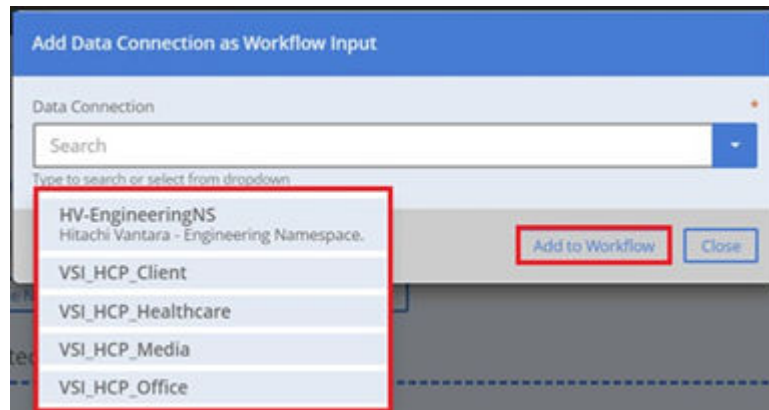 Add Data Connection as Workflow Input
Data Connection *
Search
Type to search or select from dropdown
HV-EngineeringNS
Hitachi Vantara - Engineering Namespace.
Add to Workflow Close
VSI_HCP_Client
VSI_HCP_Healthcare
VSI_HCP_Media
VSI_HCP_Office